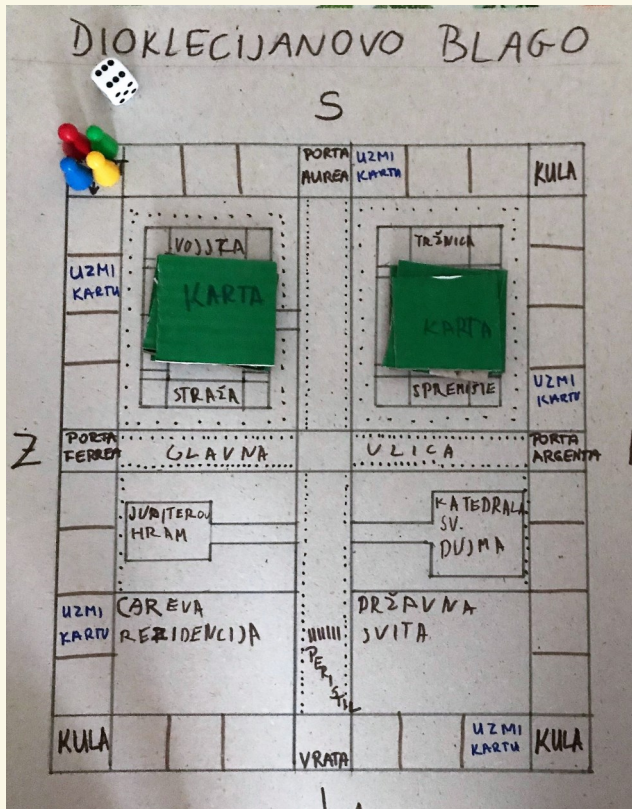 DIOKLECIJANOVO BLAGO
S
PORTA
AUREA
UZMI
KARTU
KULA
VOJSKA
TRŽNICA
UZMI
KARTU
KARTA
KARTA
STRAŽA
SPREMIŠTE
UZMI
KARTU
Z
PORTA
FERREA
GLAVNA
ULICA
PORTA
ARGENTA
JUPITEROV
HRAM
KATEDRALA
SV.
DUJMA
UZMI
KARTU
CAREVA
REZIDENCIJA
DRŽAVNA
SVITA
PERISTIL
KULA
VRATA
UZMI
KARTU
KULA